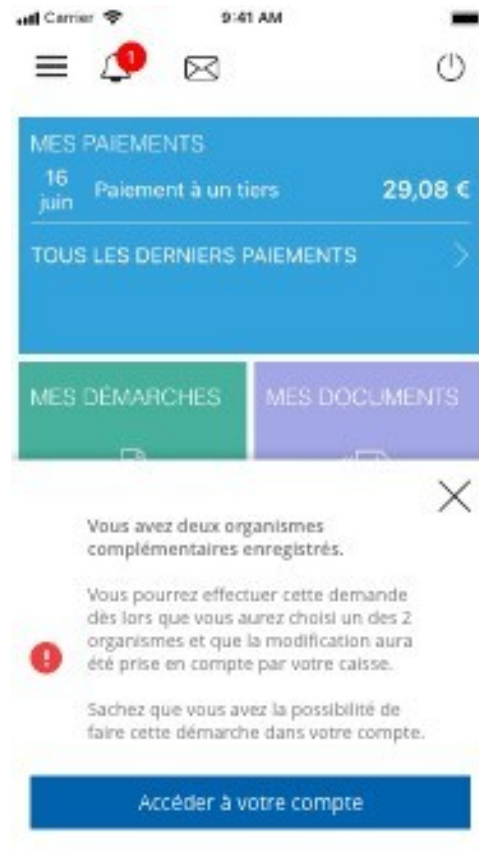 Carrier 9:41 AM
1
MES PAIEMENTS
16 juin Paiement à un tiers 29,08 €
TOUS LES DERNIERS PAIEMENTS
MES DÉMARCHES MES DOCUMENTS
Vous avez deux organismes
complémentaires enregistrés.
Vous pourrez effectuer cette demande
dès lors que vous aurez choisi un des 2
organismes et que la modification aura
été prise en compte par votre caisse.
Sachez que vous avez la possibilité de
faire cette démarche dans votre compte.
Accéder à votre compte